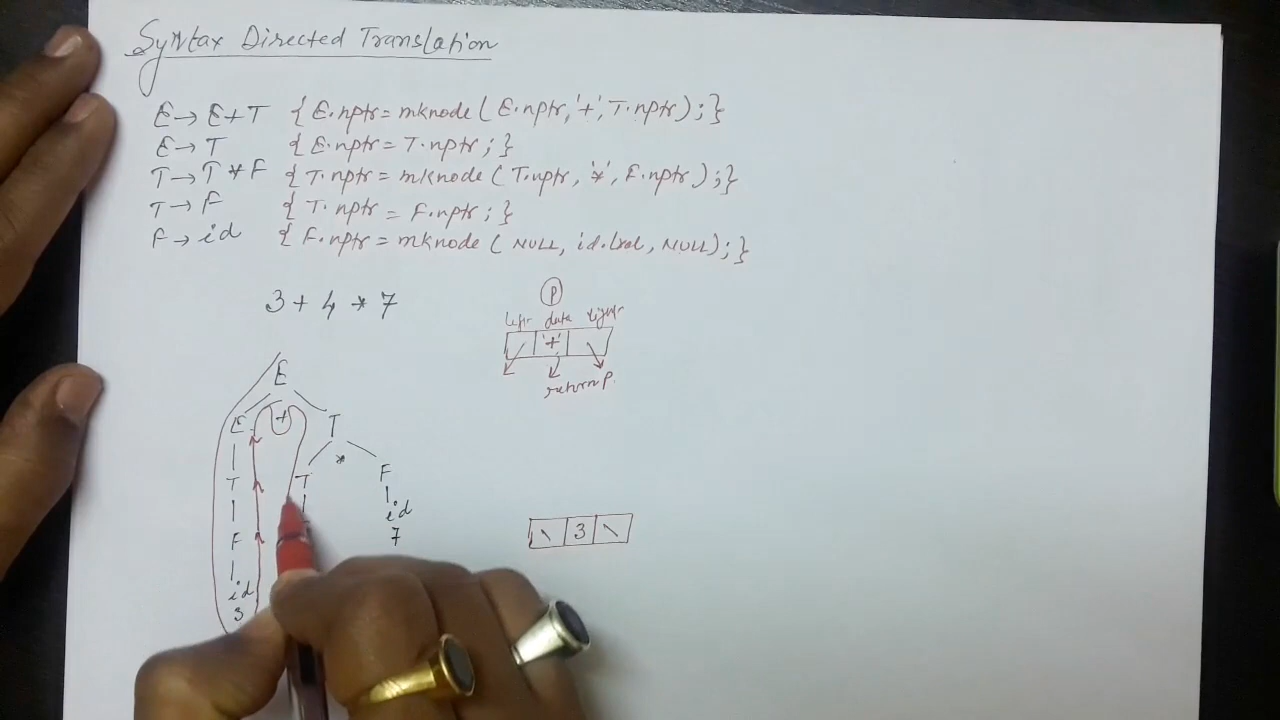 Syntax Directed Translation
E → E + T { E.nptr = mknode ( E.nptr, '+', T.nptr ) ; }
E → T { E.nptr = T.nptr ; }
T → T * F { T.nptr = mknode ( T.nptr, '*', F.nptr ) ; }
T → F { T.nptr = F.nptr ; }
F → id { F.nptr = mknode ( NULL, id.lval, NULL ) ; }
3 + 4 * 7
P
left data right
'+'
return P.
E
E + T
T T * F
id
F id 7
id
3
\ 3 \